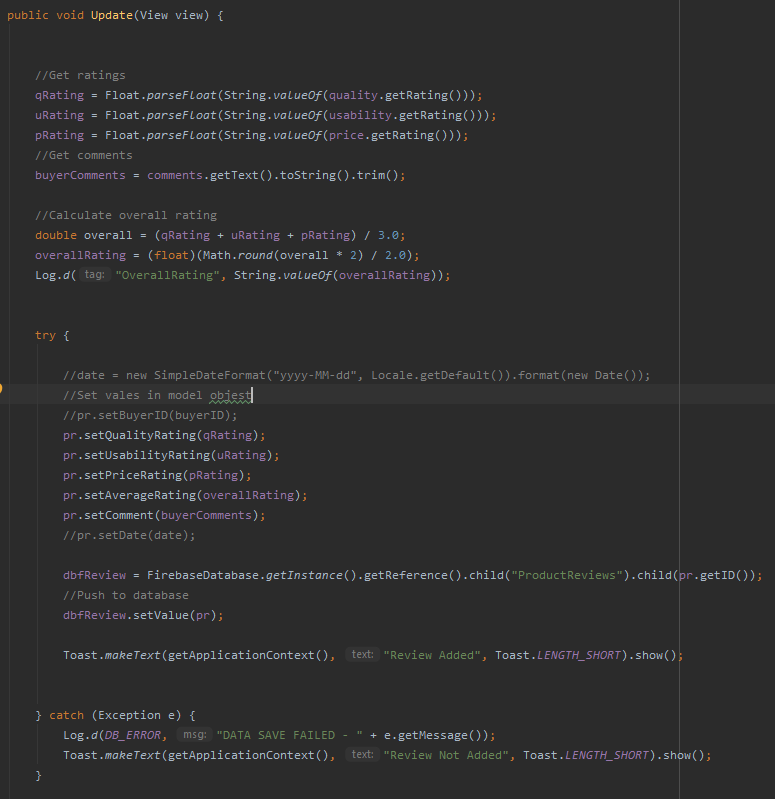 public void Update(View view) {
//Get ratings
qRating = Float.parseFloat(String.valueOf(quality.getRating()));
uRating = Float.parseFloat(String.valueOf(usability.getRating()));
pRating = Float.parseFloat(String.valueOf(price.getRating()));
//Get comments
buyerComments = comments.getText().toString().trim();
//Calculate overall rating
double overall = (qRating + uRating + pRating) / 3.0;
overallRating = (float)(Math.round(overall * 2) / 2.0);
Log.d( tag: "OverallRating", String.valueOf(overallRating));
try {
//date = new SimpleDateFormat("yyyy-MM-dd", Locale.getDefault()).format(new Date());
//Set vales in model objest
//pr.setBuyerID(buyerID);
pr.setQualityRating(qRating);
pr.setUsabilityRating(uRating);
pr.setPriceRating(pRating);
pr.setAverageRating(overallRating);
pr.setComment(buyerComments);
//pr.setDate(date);
dbfReview = FirebaseDatabase.getInstance().getReference().child("ProductReviews").child(pr.getID());
//Push to database
dbfReview.setValue(pr);
Toast.makeText(getApplicationContext(), text: "Review Added", Toast.LENGTH_SHORT).show();
} catch (Exception e) {
Log.d(DB_ERROR, msg: "DATA SAVE FAILED - " + e.getMessage());
Toast.makeText(getApplicationContext(), text: "Review Not Added", Toast.LENGTH_SHORT).show();
}